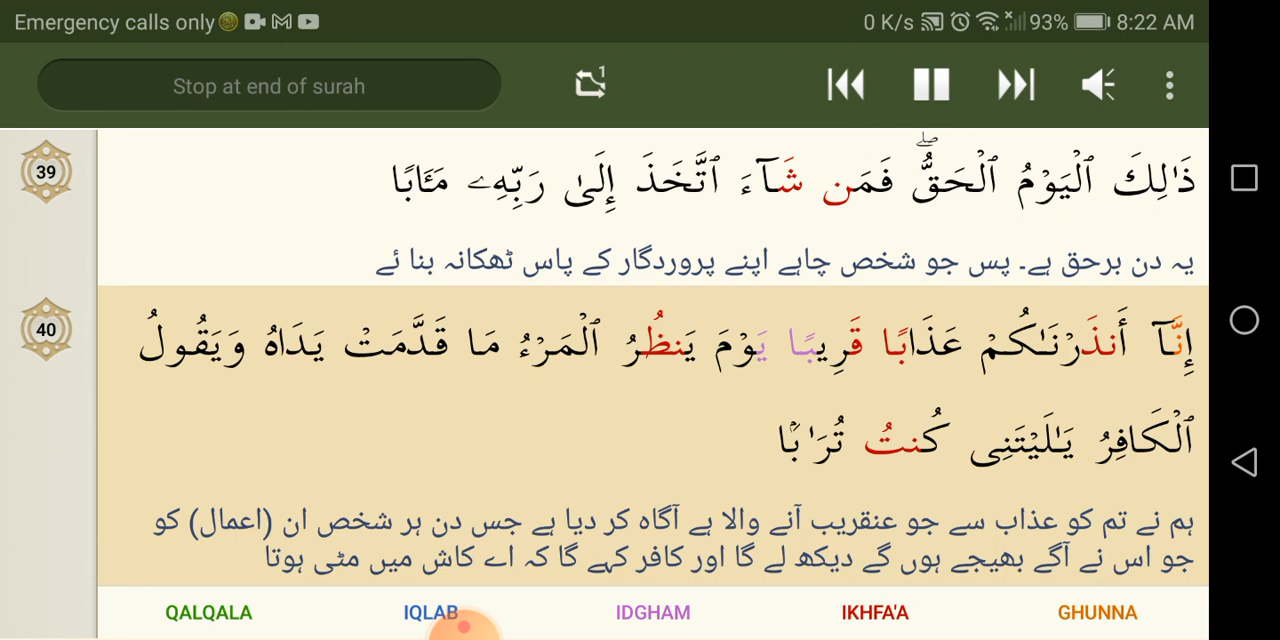 Emergency calls only 0 K/s 93% 8:22 AM
Stop at end of surah 1
39 ذَٰلِكَ ٱلْيَوْمُ ٱلْحَقُّ ۖ فَمَن شَآءَ ٱتَّخَذَ إِلَىٰ رَبِّهِۦ مَـَٔابًا
یہ دن برحق ہے۔ پس جو شخص چاہے اپنے پروردگار کے پاس ٹھکانہ بنا ئے
40 إِنَّآ أَنذَرْنَـٰكُمْ عَذَابًا قَرِيبًا يَوْمَ يَنظُرُ ٱلْمَرْءُ مَا قَدَّمَتْ يَدَاهُ وَيَقُولُ
ٱلْكَافِرُ يَـٰلَيْتَنِى كُنتُ تُرَٰبًۢا
ہم نے تم کو عذاب سے جو عنقریب آنے والا ہے آگاہ کر دیا ہے جس دن ہر شخص ان (اعمال) کو
جو اس نے آگے بھیجے ہوں گے دیکھ لے گا اور کافر کہے گا کہ اے کاش میں مٹی ہوتا
QALQALA IQLAB IDGHAM IKHFA'A GHUNNA